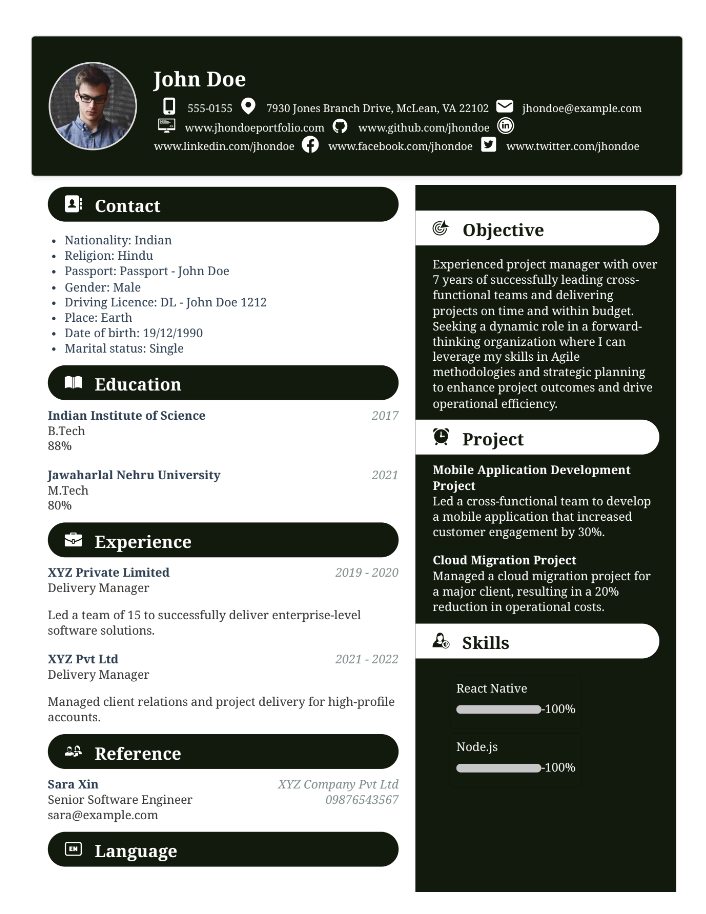 John Doe
555-0155 7930 Jones Branch Drive, McLean, VA 22102 jhondoe@example.com
www.jhondoeportfolio.com www.github.com/jhondoe
www.linkedin.com/jhondoe www.facebook.com/jhondoe www.twitter.com/jhondoe
Contact
• Nationality: Indian
• Religion: Hindu
• Passport: Passport - John Doe
• Gender: Male
• Driving Licence: DL - John Doe 1212
• Place: Earth
• Date of birth: 19/12/1990
• Marital status: Single
Education
Indian Institute of Science 2017
B.Tech
88%
Jawaharlal Nehru University 2021
M.Tech
80%
Experience
XYZ Private Limited 2019 - 2020
Delivery Manager
Led a team of 15 to successfully deliver enterprise-level
software solutions.
XYZ Pvt Ltd 2021 - 2022
Delivery Manager
Managed client relations and project delivery for high-profile
accounts.
Reference
Sara Xin XYZ Company Pvt Ltd
Senior Software Engineer 09876543567
sara@example.com
EN Language
Objective
Experienced project manager with over
7 years of successfully leading cross-
functional teams and delivering
projects on time and within budget.
Seeking a dynamic role in a forward-
thinking organization where I can
leverage my skills in Agile
methodologies and strategic planning
to enhance project outcomes and drive
operational efficiency.
Project
Mobile Application Development
Project
Led a cross-functional team to develop
a mobile application that increased
customer engagement by 30%.
Cloud Migration Project
Managed a cloud migration project for
a major client, resulting in a 20%
reduction in operational costs.
Skills
React Native
-100%
Node.js
-100%